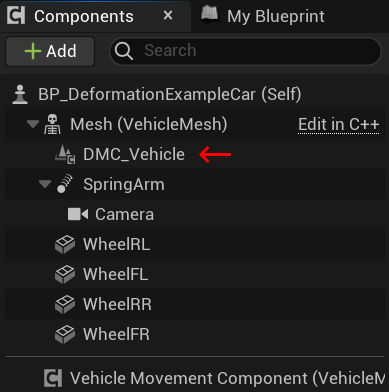 Components × My Blueprint
+ Add Search
BP_DeformationExampleCar (Self)
Mesh (VehicleMesh) Edit in C++
DMC_Vehicle
SpringArm
Camera
WheelRL
WheelFL
WheelRR
WheelFR
Vehicle Movement Component (VehicleM